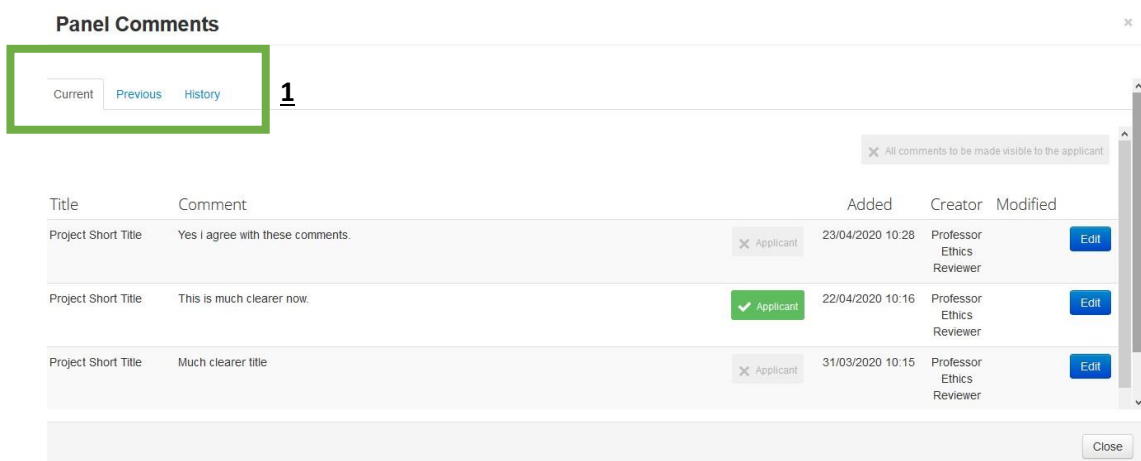 Panel Comments
×
Current Previous History
1
All comments to be made visible to the applicant
Title Comment Added Creator Modified
Project Short Title Yes i agree with these comments. Applicant 23/04/2020 10:28 Professor Edit
Ethics
Reviewer
Project Short Title This is much clearer now. Applicant 22/04/2020 10:16 Professor Edit
Ethics
Reviewer
Project Short Title Much clearer title Applicant 31/03/2020 10:15 Professor Edit
Ethics
Reviewer
Close